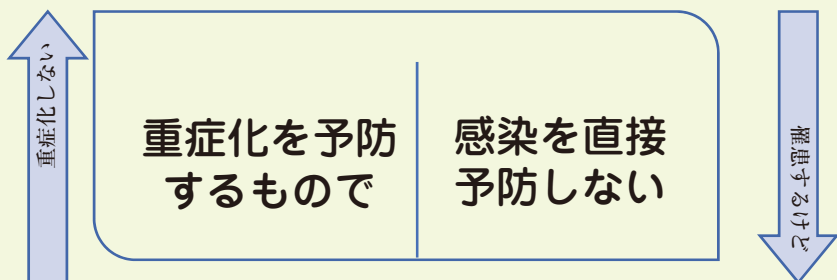 重症化しない
重症化を予防
するもので
感染を直接
予防しない
罹患するけど